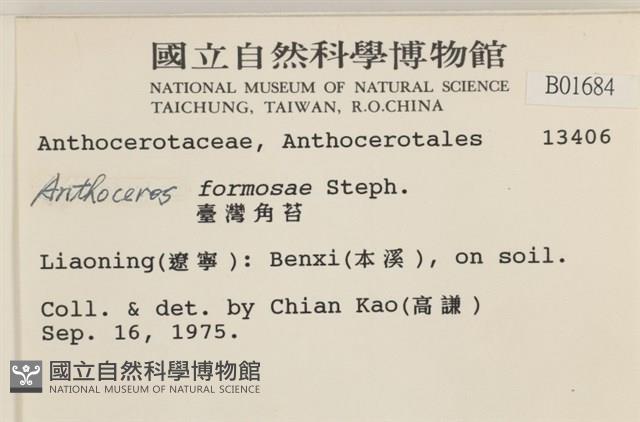 國立自然科學博物館
NATIONAL MUSEUM OF NATURAL SCIENCE
TAICHUNG, TAIWAN, R.O.CHINA
B01684
Anthocerotaceae, Anthocerotales 13406
Anthoceros formosae Steph.
臺灣角苔
Liaoning(遼寧): Benxi(本溪), on soil.
Coll. & det. by Chian Kao(高謙)
Sep. 16, 1975.
國立自然科學博物館
NATIONAL MUSEUM OF NATURAL SCIENCE